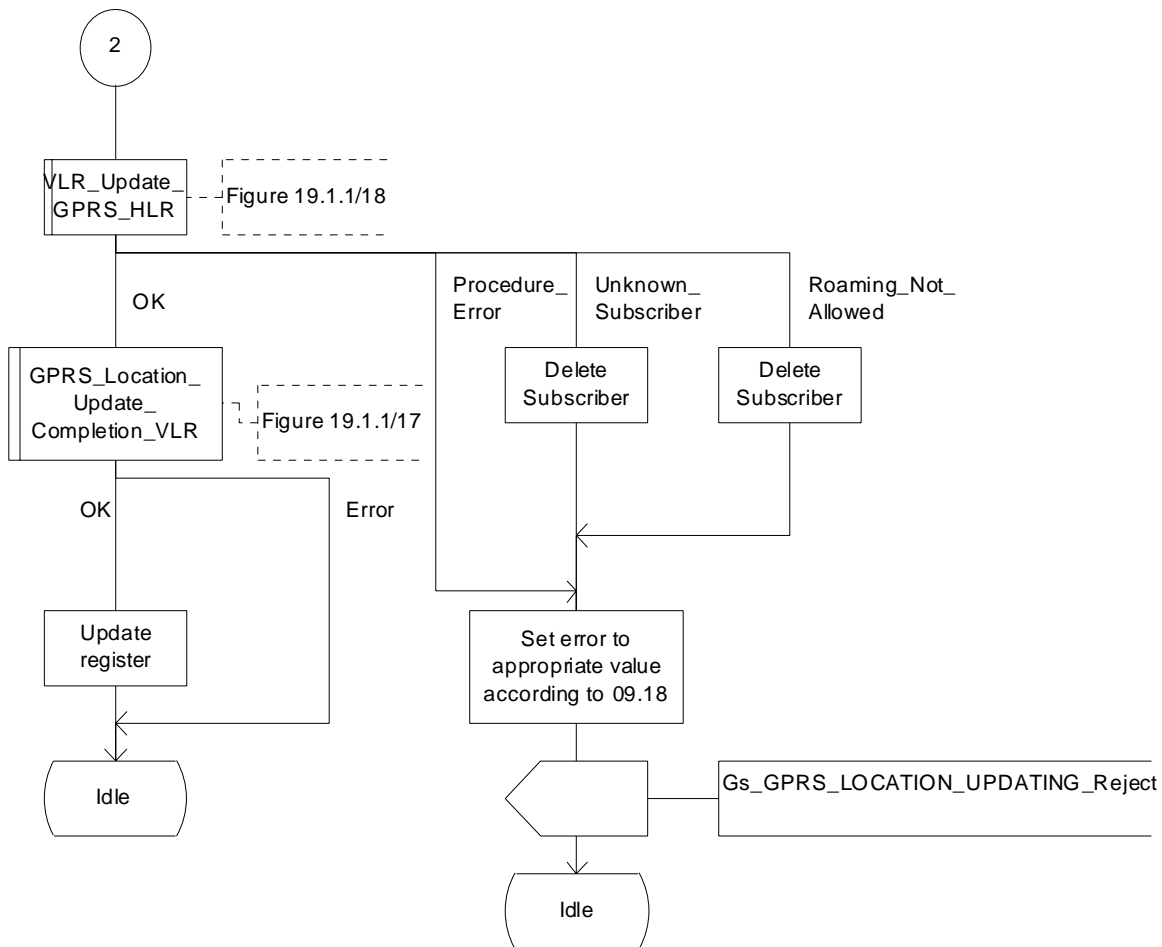 2
VLR_Update_
GPRS_HLR
Figure 19.1.1/18
OK
Procedure_
Error
Unknown_
Subscriber
Roaming_Not_
Allowed
GPRS_Location_
Update_
Completion_VLR
Figure 19.1.1/17
Delete
Subscriber
Delete
Subscriber
OK
Error
Update
register
Set error to
appropriate value
according to 09.18
Idle
Gs_GPRS_LOCATION_UPDATING_Reject
Idle